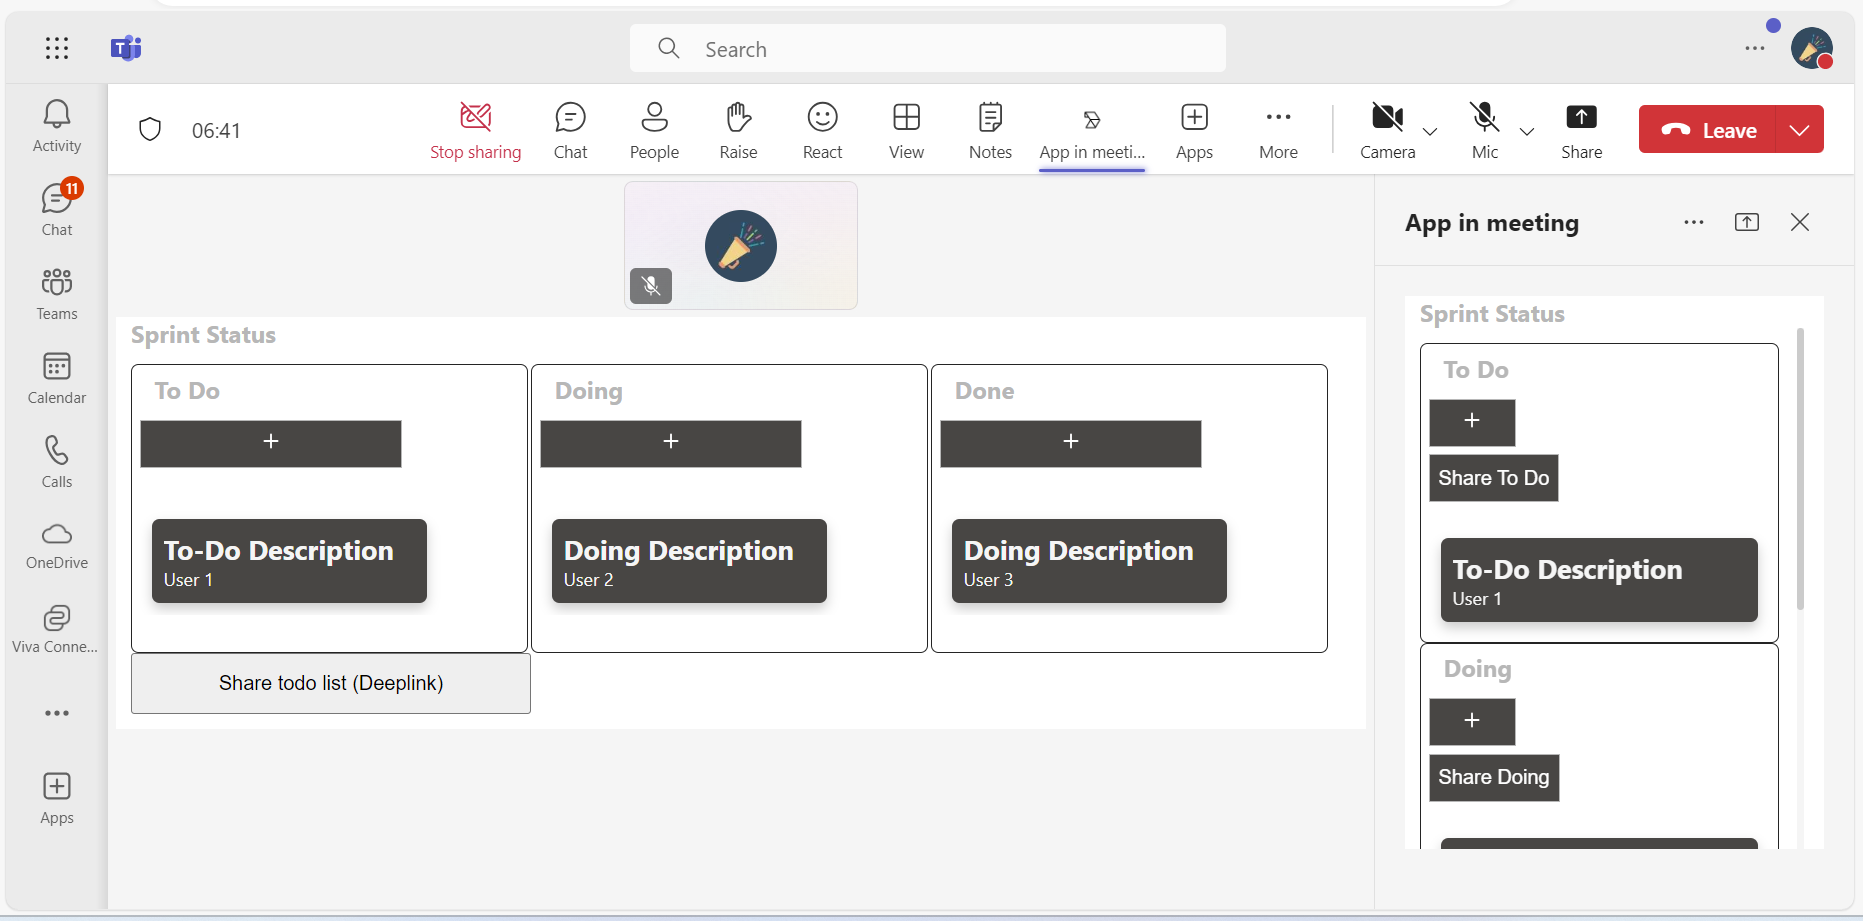 Search
06:41
Stop sharing
Chat
People
Raise
React
View
Notes
App in meeti...
Apps
More
Camera
Mic
Share
Leave
Activity
11
Chat
Teams
Calendar
Calls
OneDrive
Viva Conne...
Apps
Sprint Status
To Do
+
To-Do Description
User 1
Doing
+
Doing Description
User 2
Done
+
Doing Description
User 3
Share todo list (Deeplink)
App in meeting
Sprint Status
To Do
+
Share To Do
To-Do Description
User 1
Doing
+
Share Doing